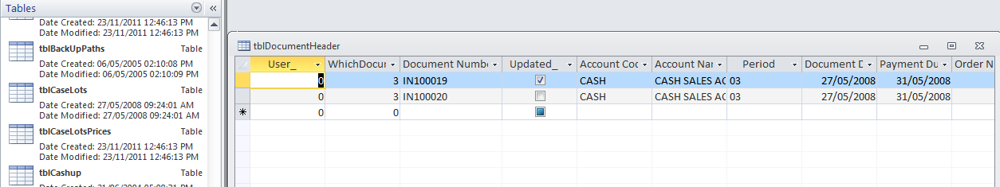 Tables
Date Created: 23/11/2011 12:46:13 PM
Date Modified: 23/11/2011 12:46:13 PM
tblBackUpPaths Table
Date Created: 06/05/2005 02:10:08 PM
Date Modified: 06/05/2005 02:10:09 PM
tblCaseLots Table
Date Created: 27/05/2008 09:24:01 AM
Date Modified: 27/05/2008 09:24:01 AM
tblCaseLotsPrices Table
Date Created: 23/11/2011 12:46:13 PM
Date Modified: 23/11/2011 12:46:13 PM
tblCashup Table
tblDocumentHeader
User_ WhichDocur Document Numbe Updated_ Account Coc Account Nar Period Document D Payment Du Order N
0 3 IN100019 CASH CASH SALES AC 03 27/05/2008 31/05/2008
0 3 IN100020 CASH CASH SALES AC 03 27/05/2008 31/05/2008
0 0